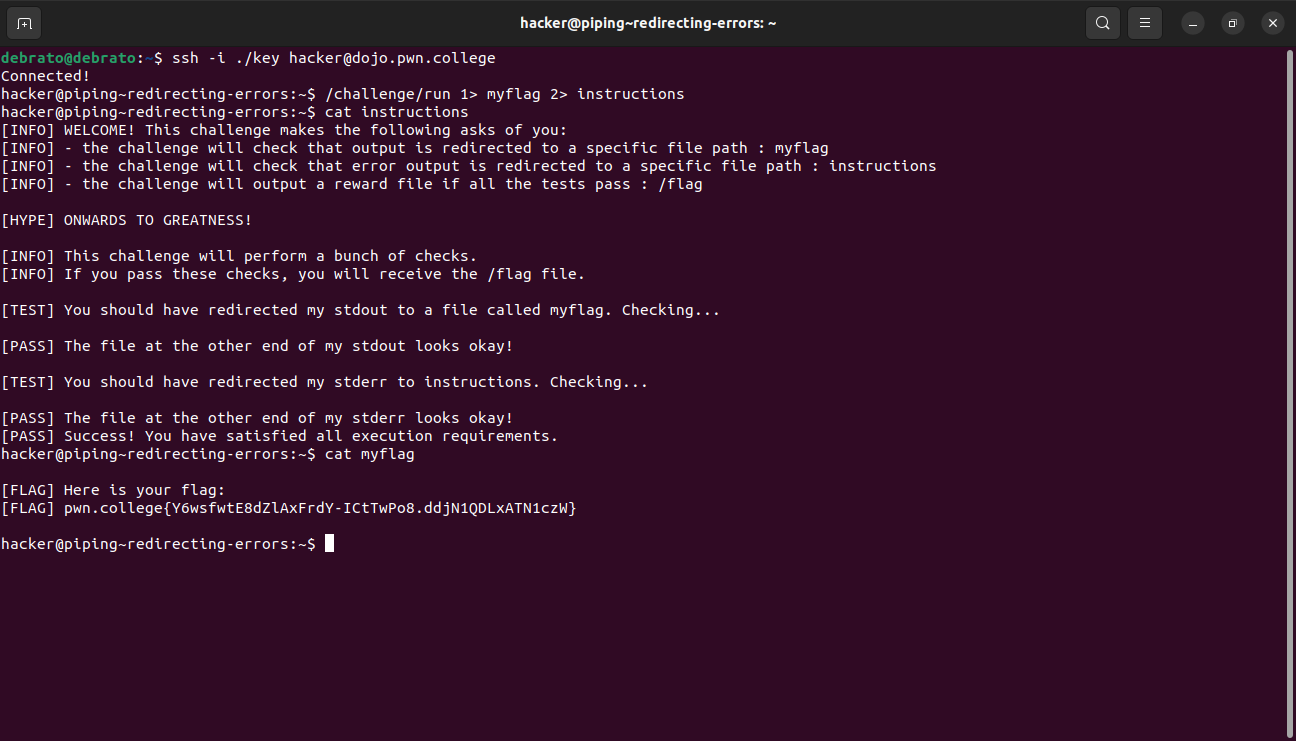 hacker@piping~redirecting-errors: ~
debrato@debrato:~$ ssh -i ./key hacker@dojo.pwn.college
Connected!
hacker@piping~redirecting-errors:~$ /challenge/run 1> myflag 2> instructions
hacker@piping~redirecting-errors:~$ cat instructions
[INFO] WELCOME! This challenge makes the following asks of you:
[INFO] - the challenge will check that output is redirected to a specific file path : myflag
[INFO] - the challenge will check that error output is redirected to a specific file path : instructions
[INFO] - the challenge will output a reward file if all the tests pass : /flag
[HYPE] ONWARDS TO GREATNESS!
[INFO] This challenge will perform a bunch of checks.
[INFO] If you pass these checks, you will receive the /flag file.
[TEST] You should have redirected my stdout to a file called myflag. Checking...
[PASS] The file at the other end of my stdout looks okay!
[TEST] You should have redirected my stderr to instructions. Checking...
[PASS] The file at the other end of my stderr looks okay!
[PASS] Success! You have satisfied all execution requirements.
hacker@piping~redirecting-errors:~$ cat myflag
[FLAG] Here is your flag:
[FLAG] pwn.college{Y6wsfwtE8dZlAxFrdY-ICtTwPo8.ddjN1QDLxATN1czW}
hacker@piping~redirecting-errors:~$